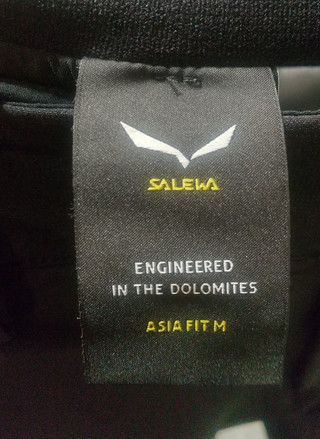 SALEWA
ENGINEERED
IN THE DOLOMITES
ASIA FIT M